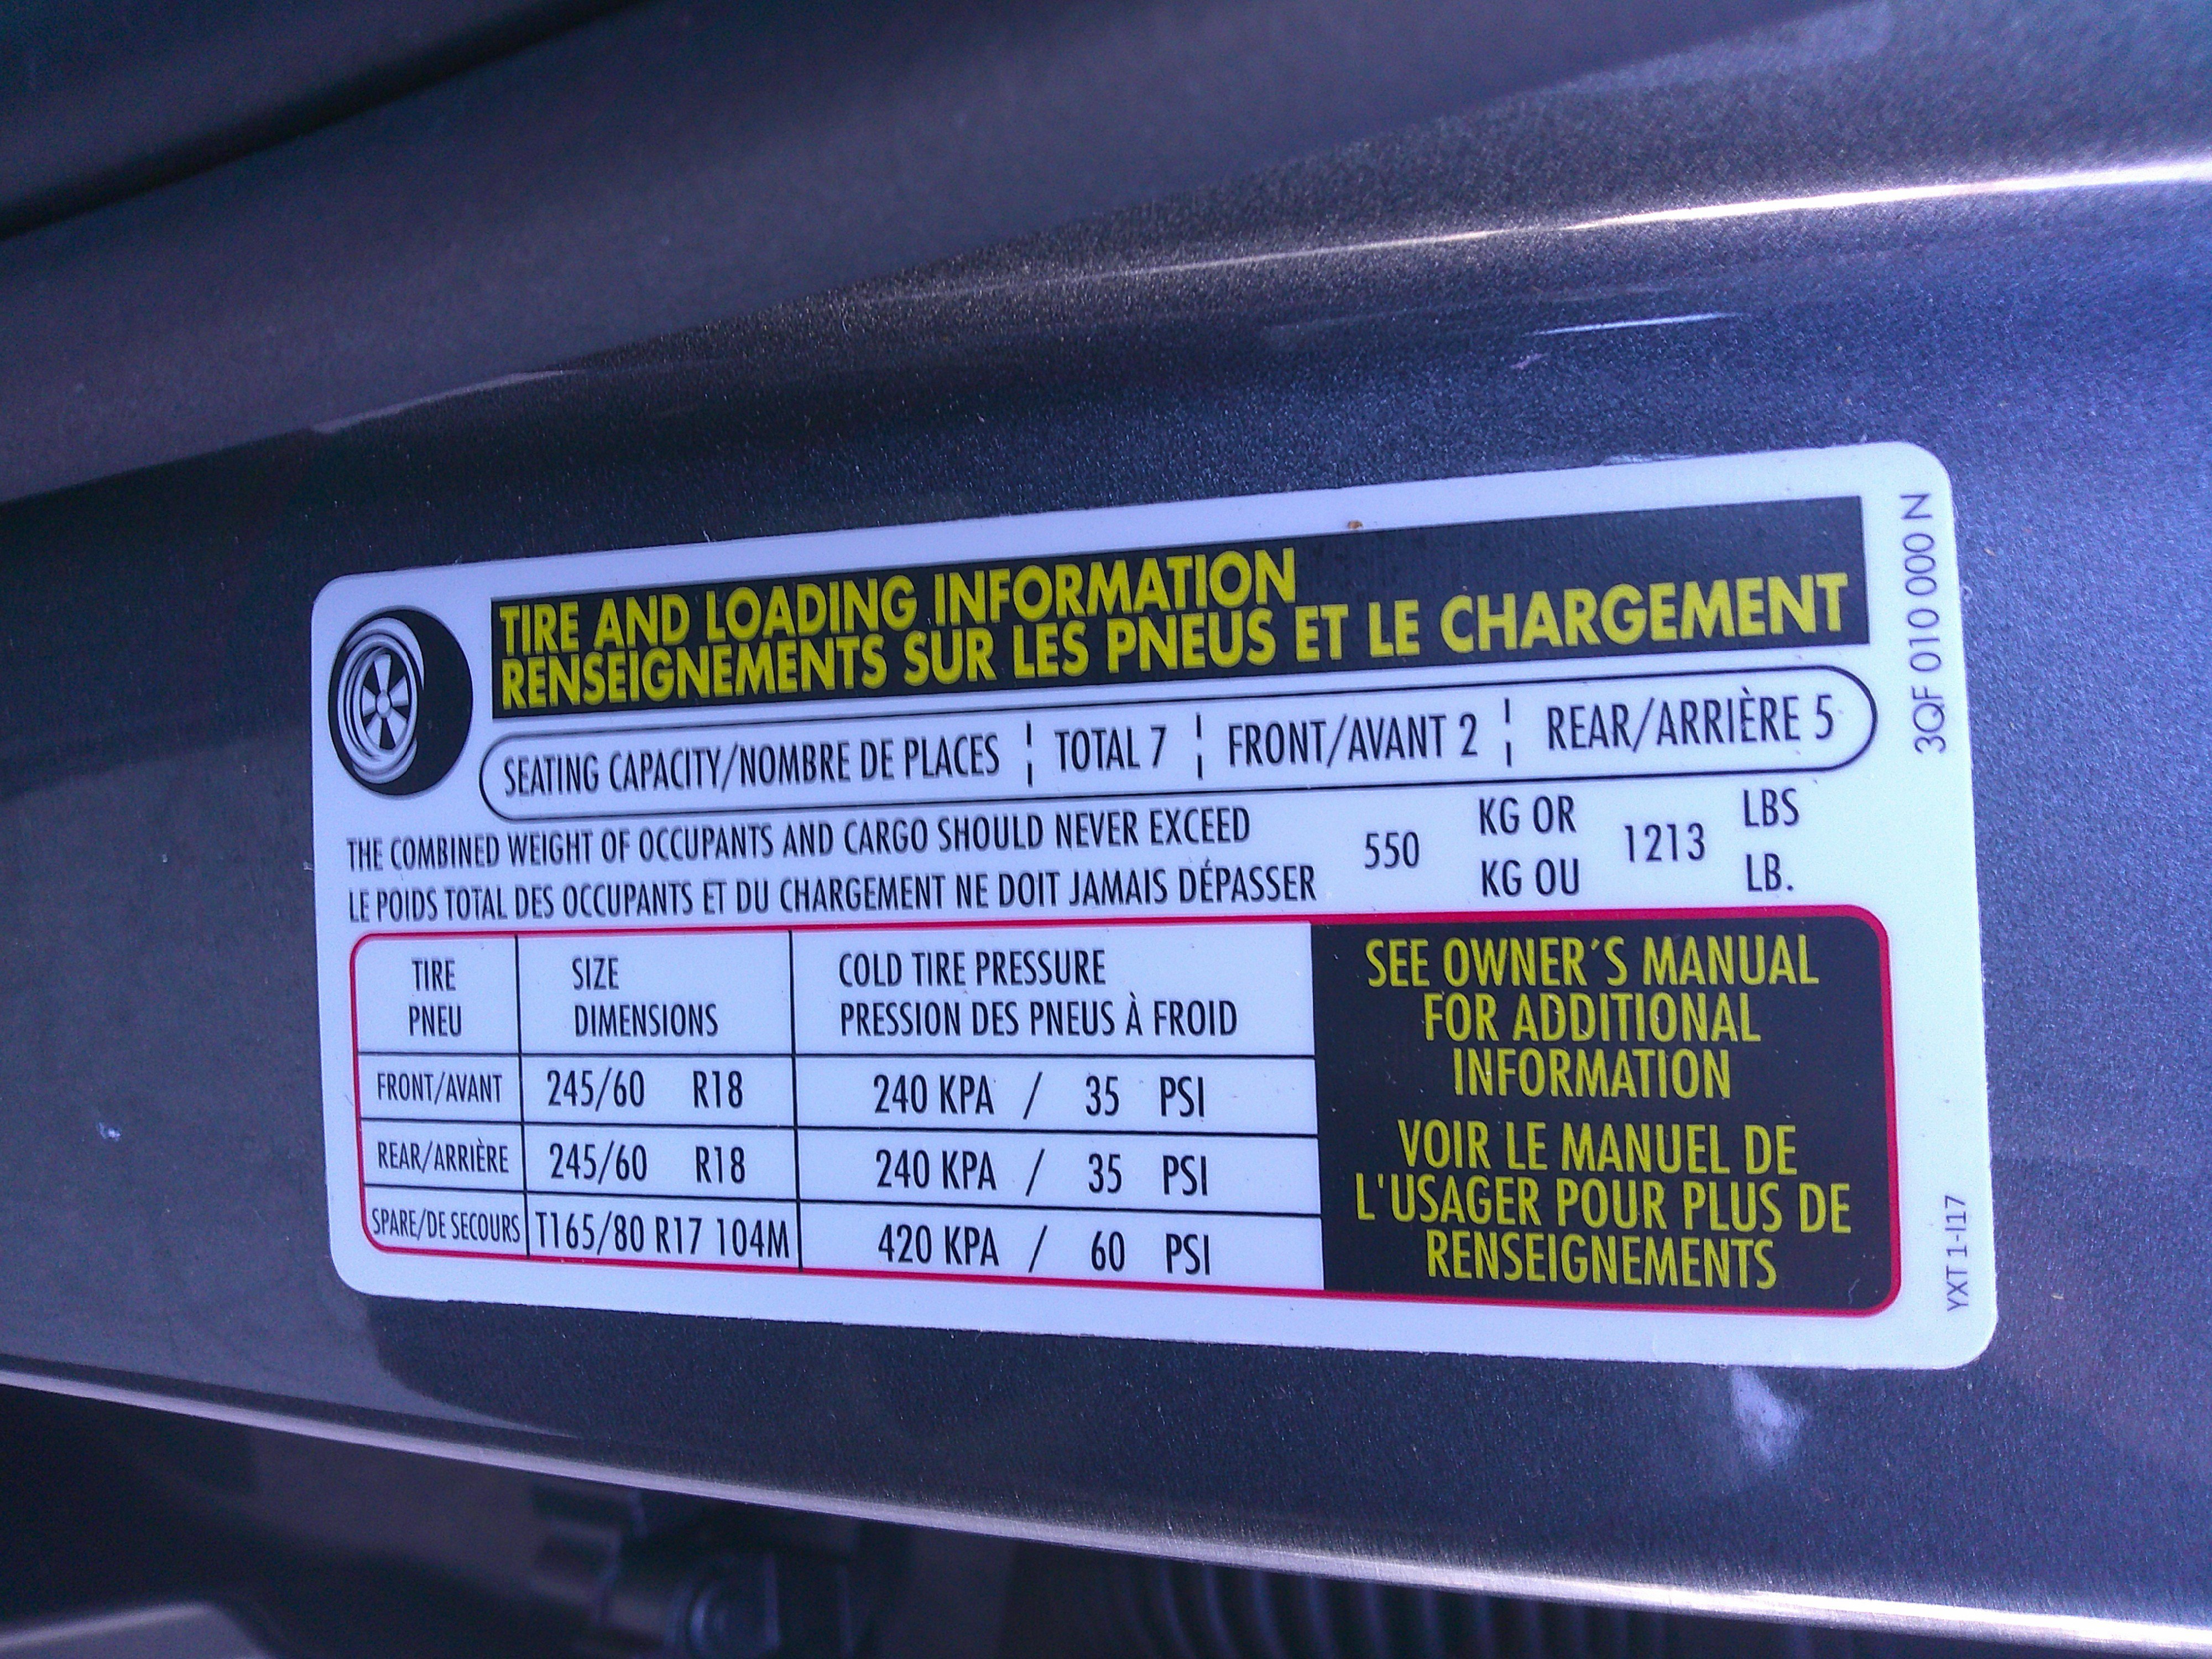 TIRE AND LOADING INFORMATION
RENSEIGNEMENTS SUR LES PNEUS ET LE CHARGEMENT
SEATING CAPACITY/NOMBRE DE PLACES ¦ TOTAL 7 ¦ FRONT/AVANT 2 ¦ REAR/ARRIÈRE 5
THE COMBINED WEIGHT OF OCCUPANTS AND CARGO SHOULD NEVER EXCEED
LE POIDS TOTAL DES OCCUPANTS ET DU CHARGEMENT NE DOIT JAMAIS DÉPASSER
550 KG OR 1213 LBS
KG OU LB.
TIRE SIZE COLD TIRE PRESSURE
PNEU DIMENSIONS PRESSION DES PNEUS À FROID
FRONT/AVANT 245/60 R18 240 KPA / 35 PSI
REAR/ARRIÈRE 245/60 R18 240 KPA / 35 PSI
SPARE/DE SECOURS T165/80 R17 104M 420 KPA / 60 PSI
SEE OWNER'S MANUAL
FOR ADDITIONAL
INFORMATION
VOIR LE MANUEL DE
L'USAGER POUR PLUS DE
RENSEIGNEMENTS
3QF 010 000 N
YXT 1-I17